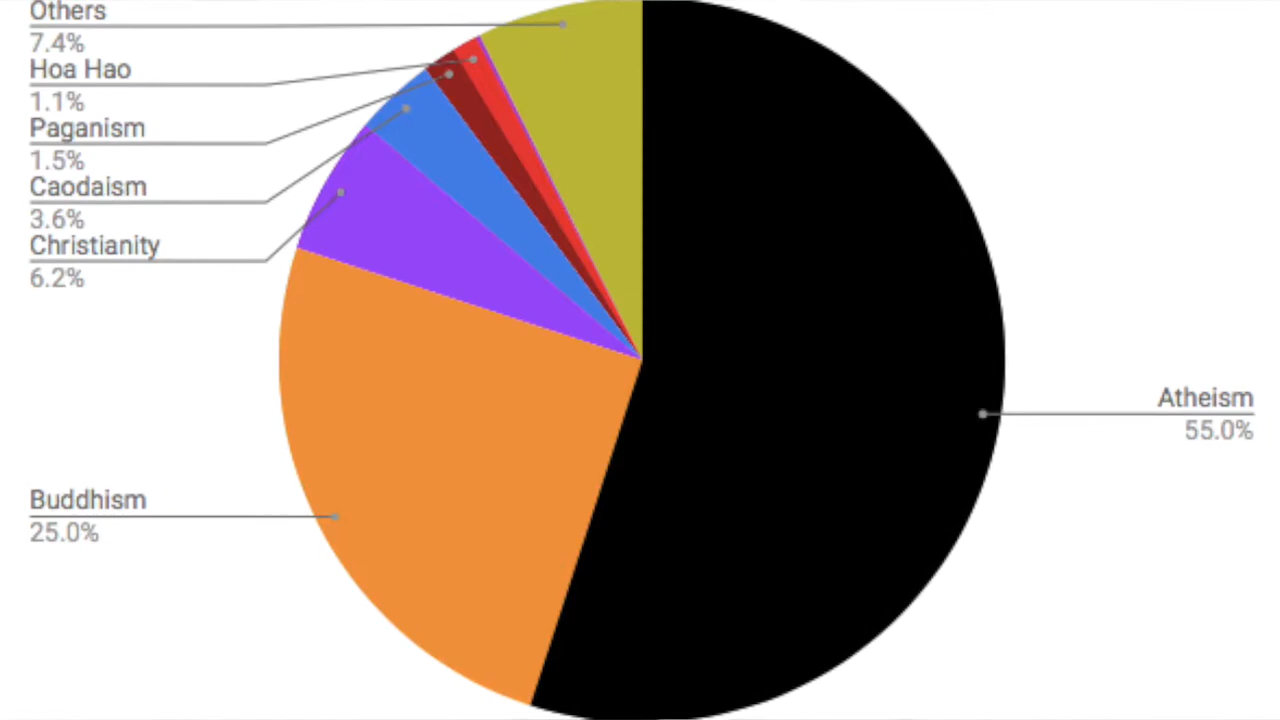 Others
7.4%
Hoa Hao
1.1%
Paganism
1.5%
Caodaism
3.6%
Christianity
6.2%
Buddhism
25.0%
Atheism
55.0%